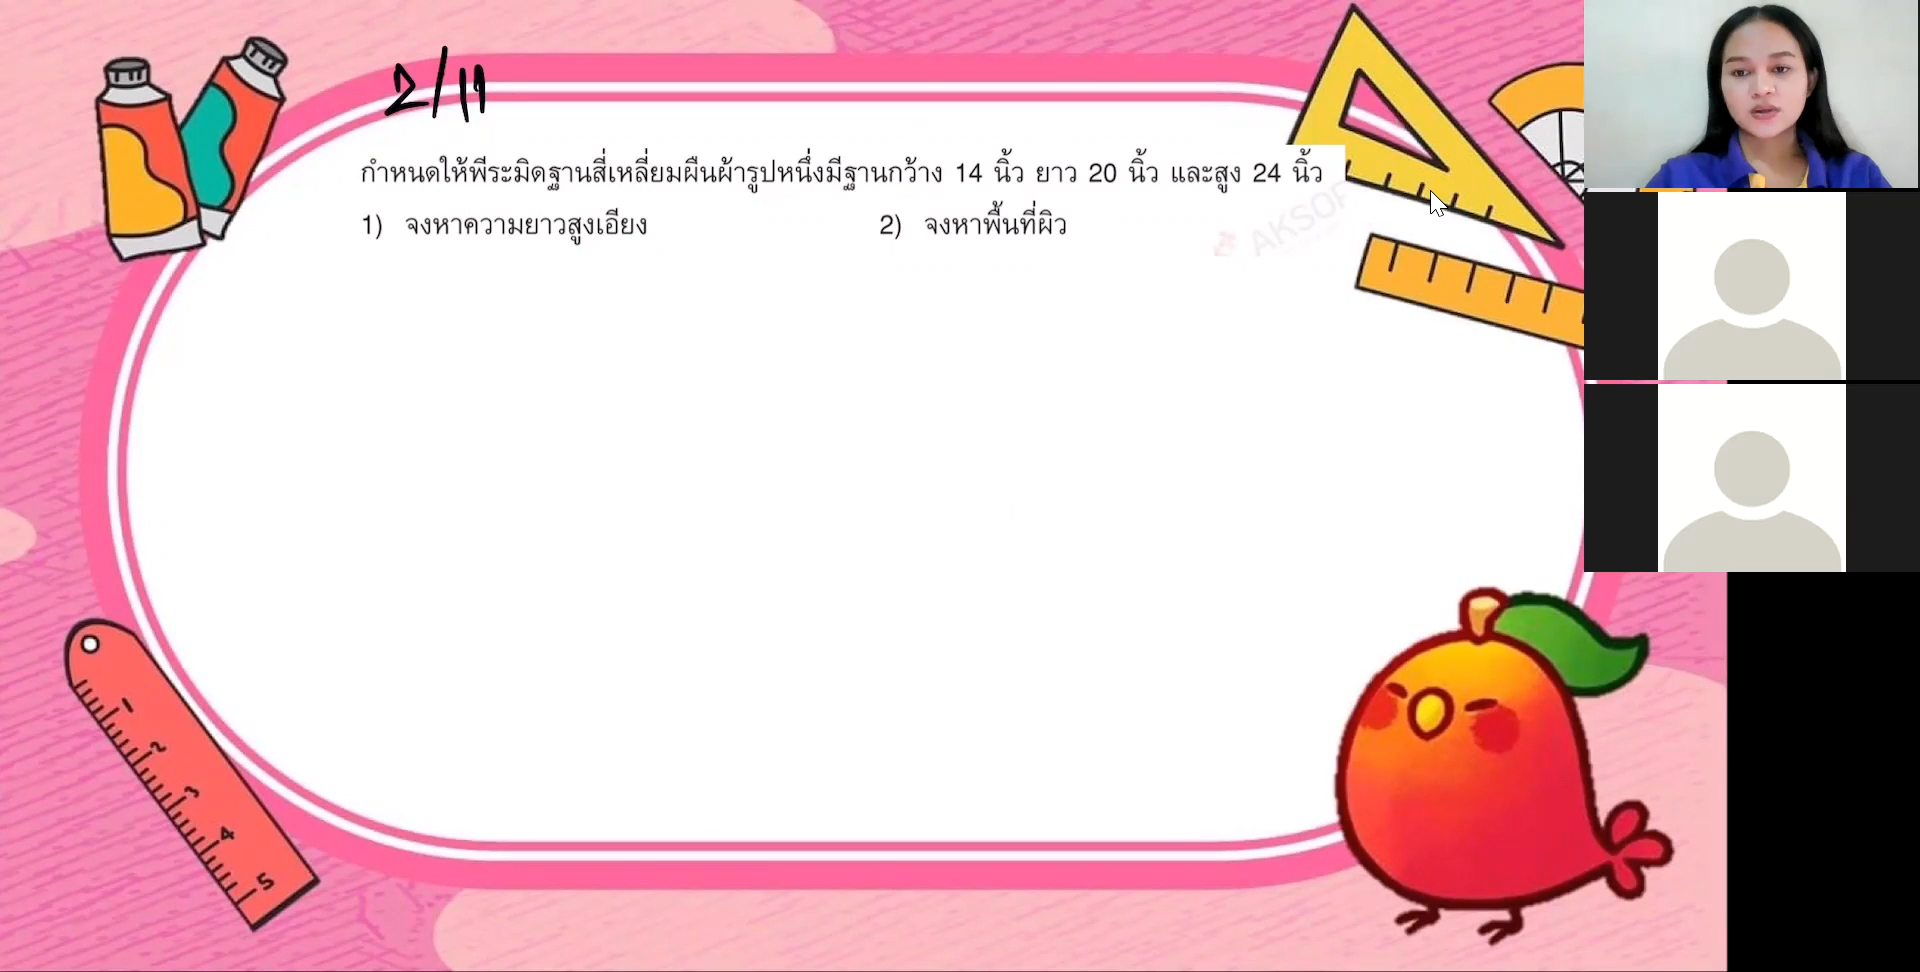 2/11
กำหนดให้พีระมิดฐานสี่เหลี่ยมผืนผ้ารูปหนึ่งมีฐานกว้าง 14 นิ้ว ยาว 20 นิ้ว และสูง 24 นิ้ว
1) จงหาความยาวสูงเอียง 2) จงหาพื้นที่ผิว
4
5